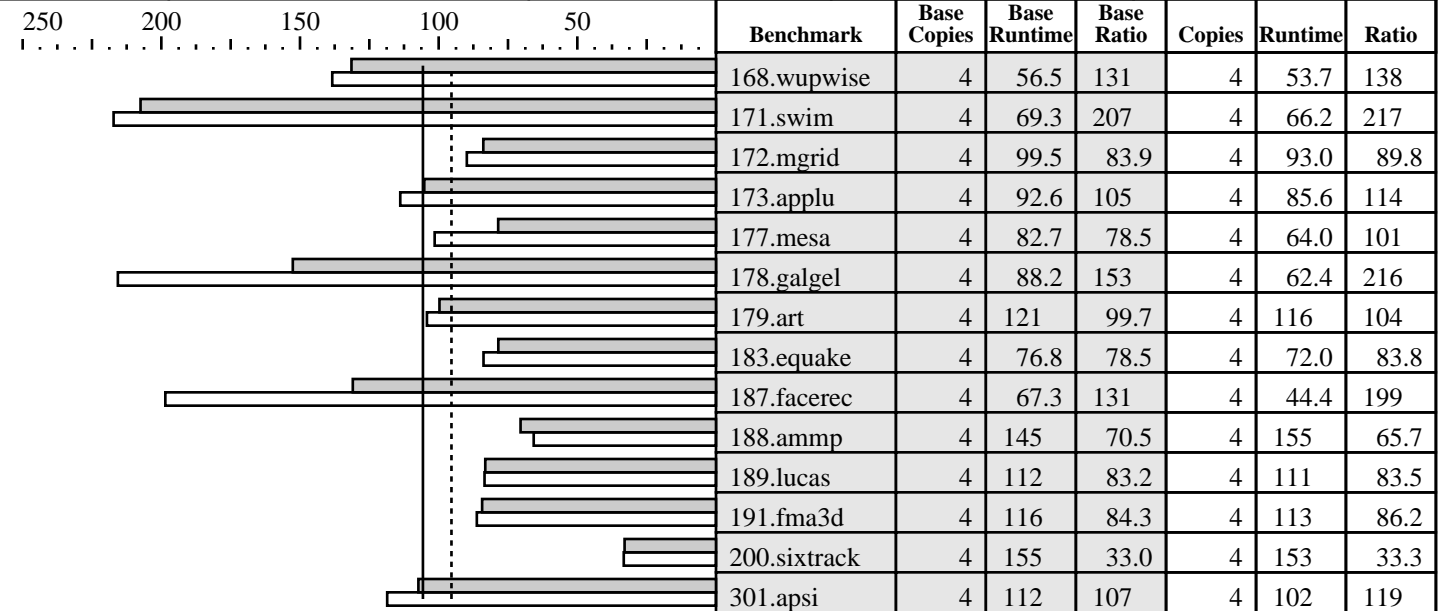 250 200 150 100 50
Benchmark Base Copies Base Runtime Base Ratio Copies Runtime Ratio
168.wupwise 4 56.5 131 4 53.7 138
171.swim 4 69.3 207 4 66.2 217
172.mgrid 4 99.5 83.9 4 93.0 89.8
173.applu 4 92.6 105 4 85.6 114
177.mesa 4 82.7 78.5 4 64.0 101
178.galgel 4 88.2 153 4 62.4 216
179.art 4 121 99.7 4 116 104
183.equake 4 76.8 78.5 4 72.0 83.8
187.facerec 4 67.3 131 4 44.4 199
188.ammp 4 145 70.5 4 155 65.7
189.lucas 4 112 83.2 4 111 83.5
191.fma3d 4 116 84.3 4 113 86.2
200.sixtrack 4 155 33.0 4 153 33.3
301.apsi 4 112 107 4 102 119